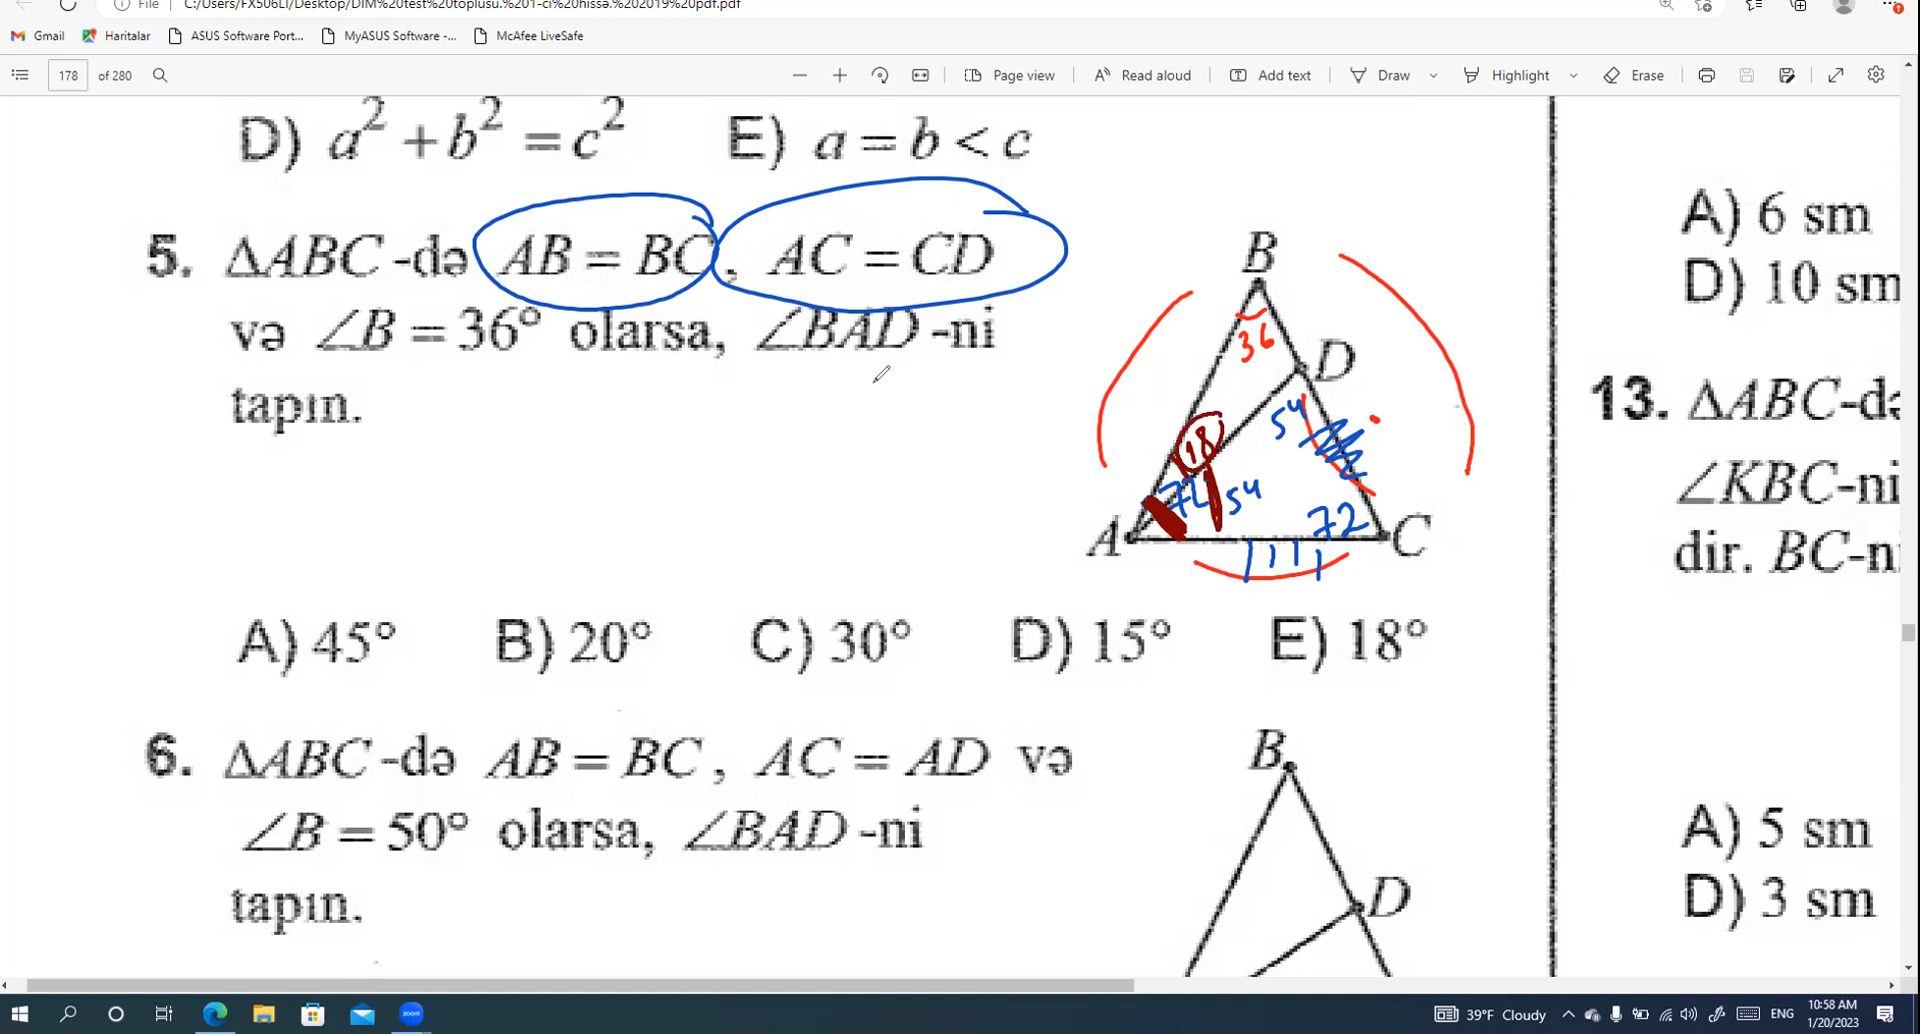 File C:/Users/FX506LI/Desktop/DIM%20test%20toplusu.%201-ci%20hissə.%202019%20pdf.pdf
Gmail Haritalar ASUS Software Port... MyASUS Software -... McAfee LiveSafe
178 of 280 Page view Read aloud Add text Draw Highlight Erase
D) a² + b² = c² E) a = b < c
5. ΔABC -də AB = BC, AC = CD
və ∠B = 36° olarsa, ∠BAD -ni
tapın.
B
36
D
54
18
72
54
72
A
C
A) 45° B) 20° C) 30° D) 15° E) 18°
6. ΔABC -də AB = BC, AC = AD və
∠B = 50° olarsa, ∠BAD -ni
tapın.
B
D
A) 6 sm
D) 10 sm
13. ΔABC-də
∠KBC-ni
dir. BC-n
A) 5 sm
D) 3 sm
zoom
39°F Cloudy ENG 10:58 AM
1/20/2023